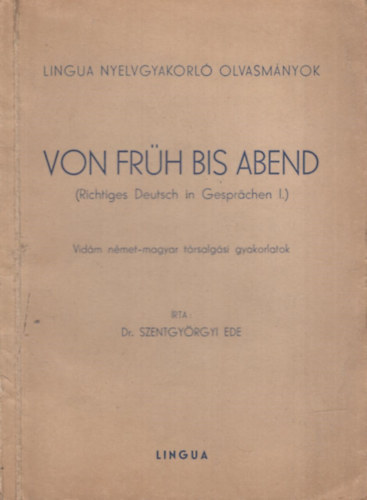 LINGUA NYELVGYAKORLÓ OLVASMÁNYOK
VON FRÜH BIS ABEND
(Richtiges Deutsch in Gesprächen I.)
Vidám német-magyar társalgási gyakorlatok
ÍRTA
Dr. SZENTGYÖRGYI EDE
LINGUA